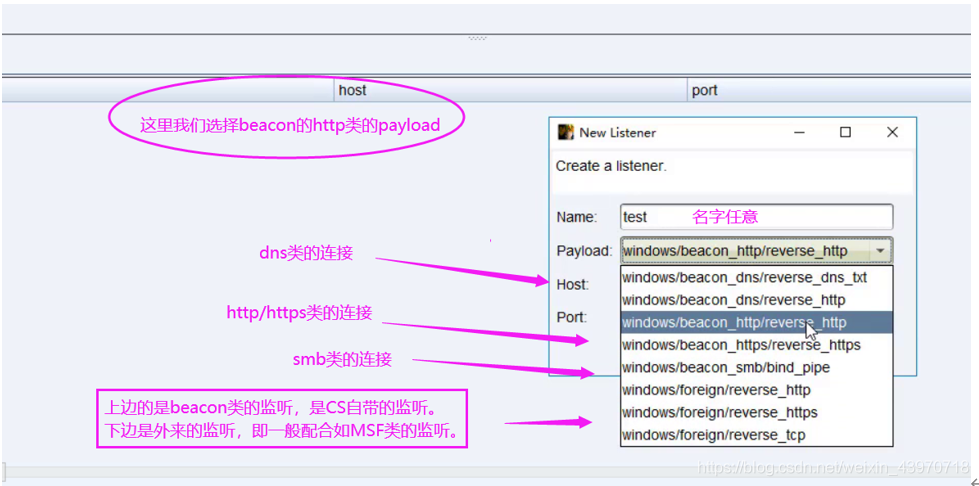 host
port
这里我们选择beacon的http类的payload
New Listener
Create a listener.
Name:
test
名字任意
Payload:
windows/beacon_http/reverse_http
dns类的连接
Host:
windows/beacon_dns/reverse_dns_txt
windows/beacon_dns/reverse_http
http/https类的连接
Port:
windows/beacon_http/reverse_http
windows/beacon_https/reverse_https
smb类的连接
windows/beacon_smb/bind_pipe
windows/foreign/reverse_http
上边的是beacon类的监听，是CS自带的监听。
下边是外来的监听，即一般配合如MSF类的监听。
windows/foreign/reverse_https
windows/foreign/reverse_tcp
https://blog.csdn.net/weixin_43970718